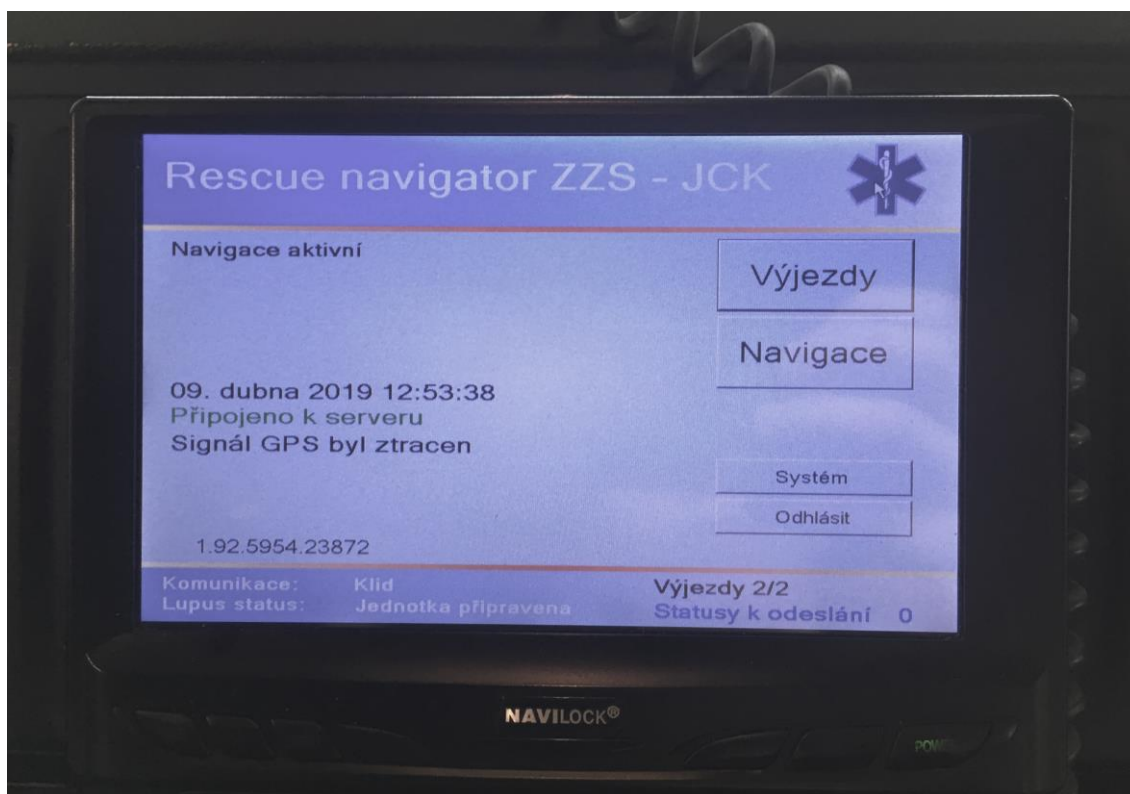 Rescue navigator ZZS - JCK
Navigace aktivní
Výjezdy
Navigace
09. dubna 2019 12:53:38
Připojeno k serveru
Signál GPS byl ztracen
Systém
Odhlásit
1.92.5954.23872
Komunikace: Klid
Výjezdy 2/2
Lupus status: Jednotka připravena
Statusy k odeslání 0
NAVILOCK®